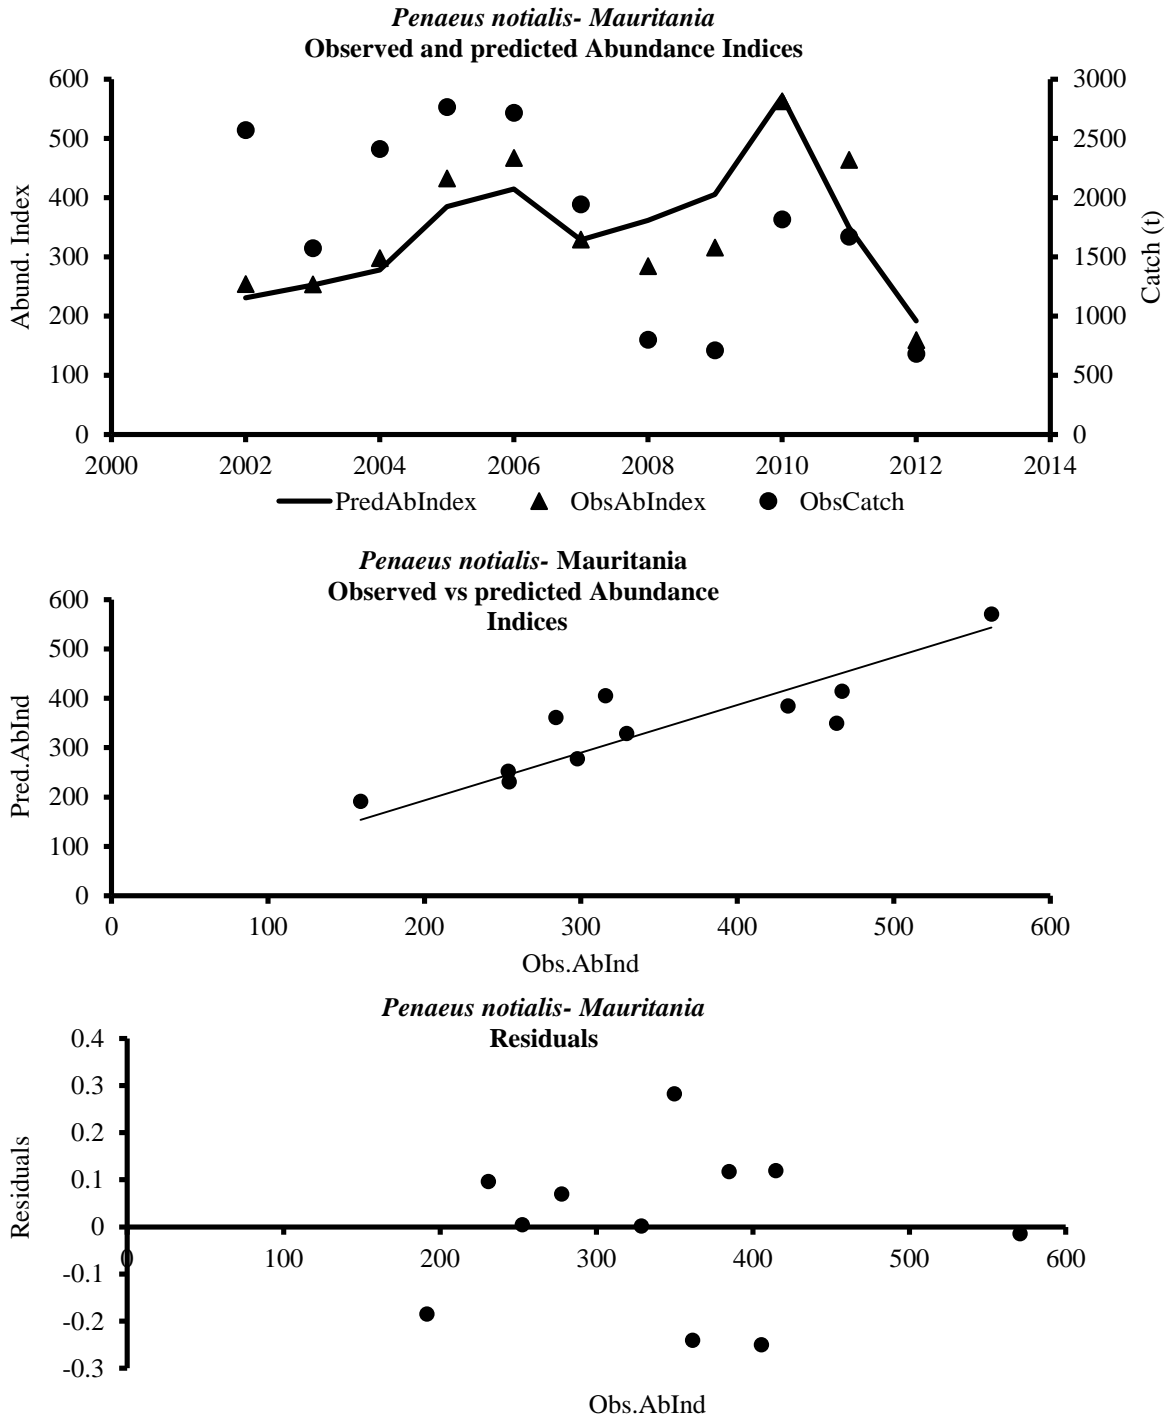 Penaeus notialis- Mauritania
Observed and predicted Abundance Indices
600 3000
500 2500
400 2000
300 1500
200 1000
100 500
0 0
Abund. Index
Catch (t)
2000 2002 2004 2006 2008 2010 2012 2014
PredAbIndex ObsAbIndex ObsCatch
Penaeus notialis- Mauritania
Observed vs predicted Abundance
Indices
600
500
400
300
200
100
0
Pred.AbInd
0 100 200 300 400 500 600
Obs.AbInd
Penaeus notialis- Mauritania
Residuals
0.4
0.3
0.2
0.1
0
-0.1
-0.2
-0.3
Residuals
0 100 200 300 400 500 600
Obs.AbInd